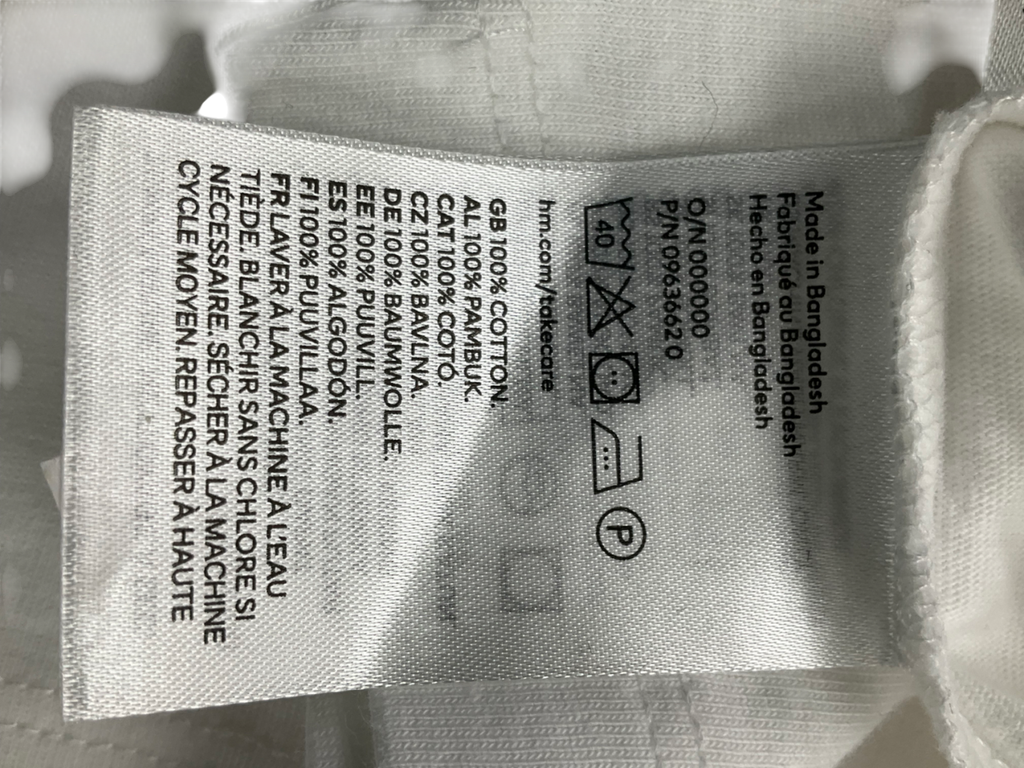 Made in Bangladesh
Fabriqué au Bangladesh
Hecho en Bangladesh
O/N 000000
P/N 0963662 0
40 P
hm.com/takecare
GB 100% COTTON.
AL 100% PAMBUK.
CAT 100% COTÓ.
CZ 100% BAVLNA.
DE 100% BAUMWOLLE.
EE 100% PUUVILL.
ES 100% ALGODÓN.
FI 100% PUUVILLAA.
FR LAVER À LA MACHINE À L'EAU
TIÈDE. BLANCHIR SANS CHLORE SI
NÉCESSAIRE. SÉCHER À LA MACHINE
CYCLE MOYEN. REPASSER À HAUTE